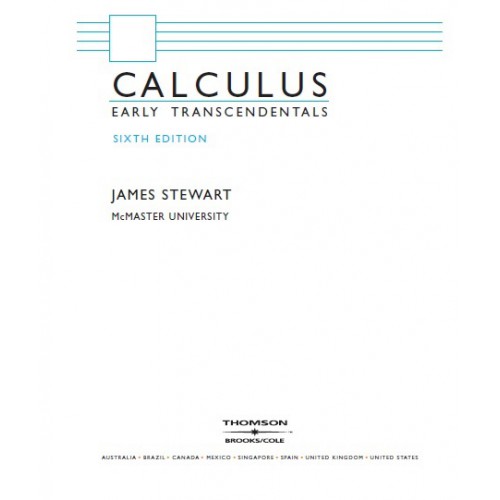 CALCULUS
EARLY TRANSCENDENTALS
SIXTH EDITION
JAMES STEWART
McMASTER UNIVERSITY
THOMSON
BROOKS/COLE
AUSTRALIA • BRAZIL • CANADA • MEXICO • SINGAPORE • SPAIN • UNITED KINGDOM • UNITED STATES